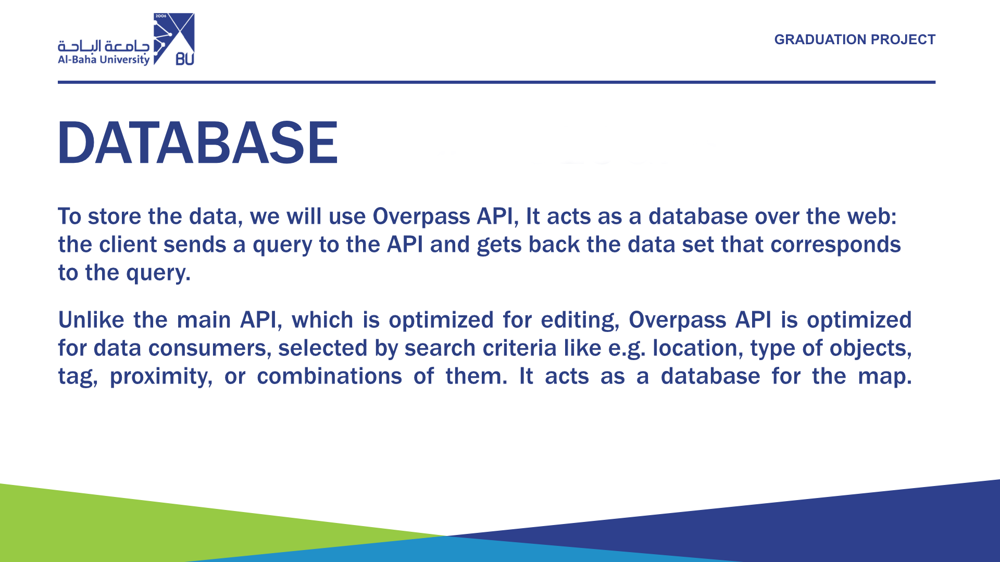 2006
جامعة الباحة
Al-Baha University
BU
GRADUATION PROJECT
DATABASE
To store the data, we will use Overpass API, It acts as a database over the web:
the client sends a query to the API and gets back the data set that corresponds
to the query.
Unlike the main API, which is optimized for editing, Overpass API is optimized
for data consumers, selected by search criteria like e.g. location, type of objects,
tag, proximity, or combinations of them. It acts as a database for the map.